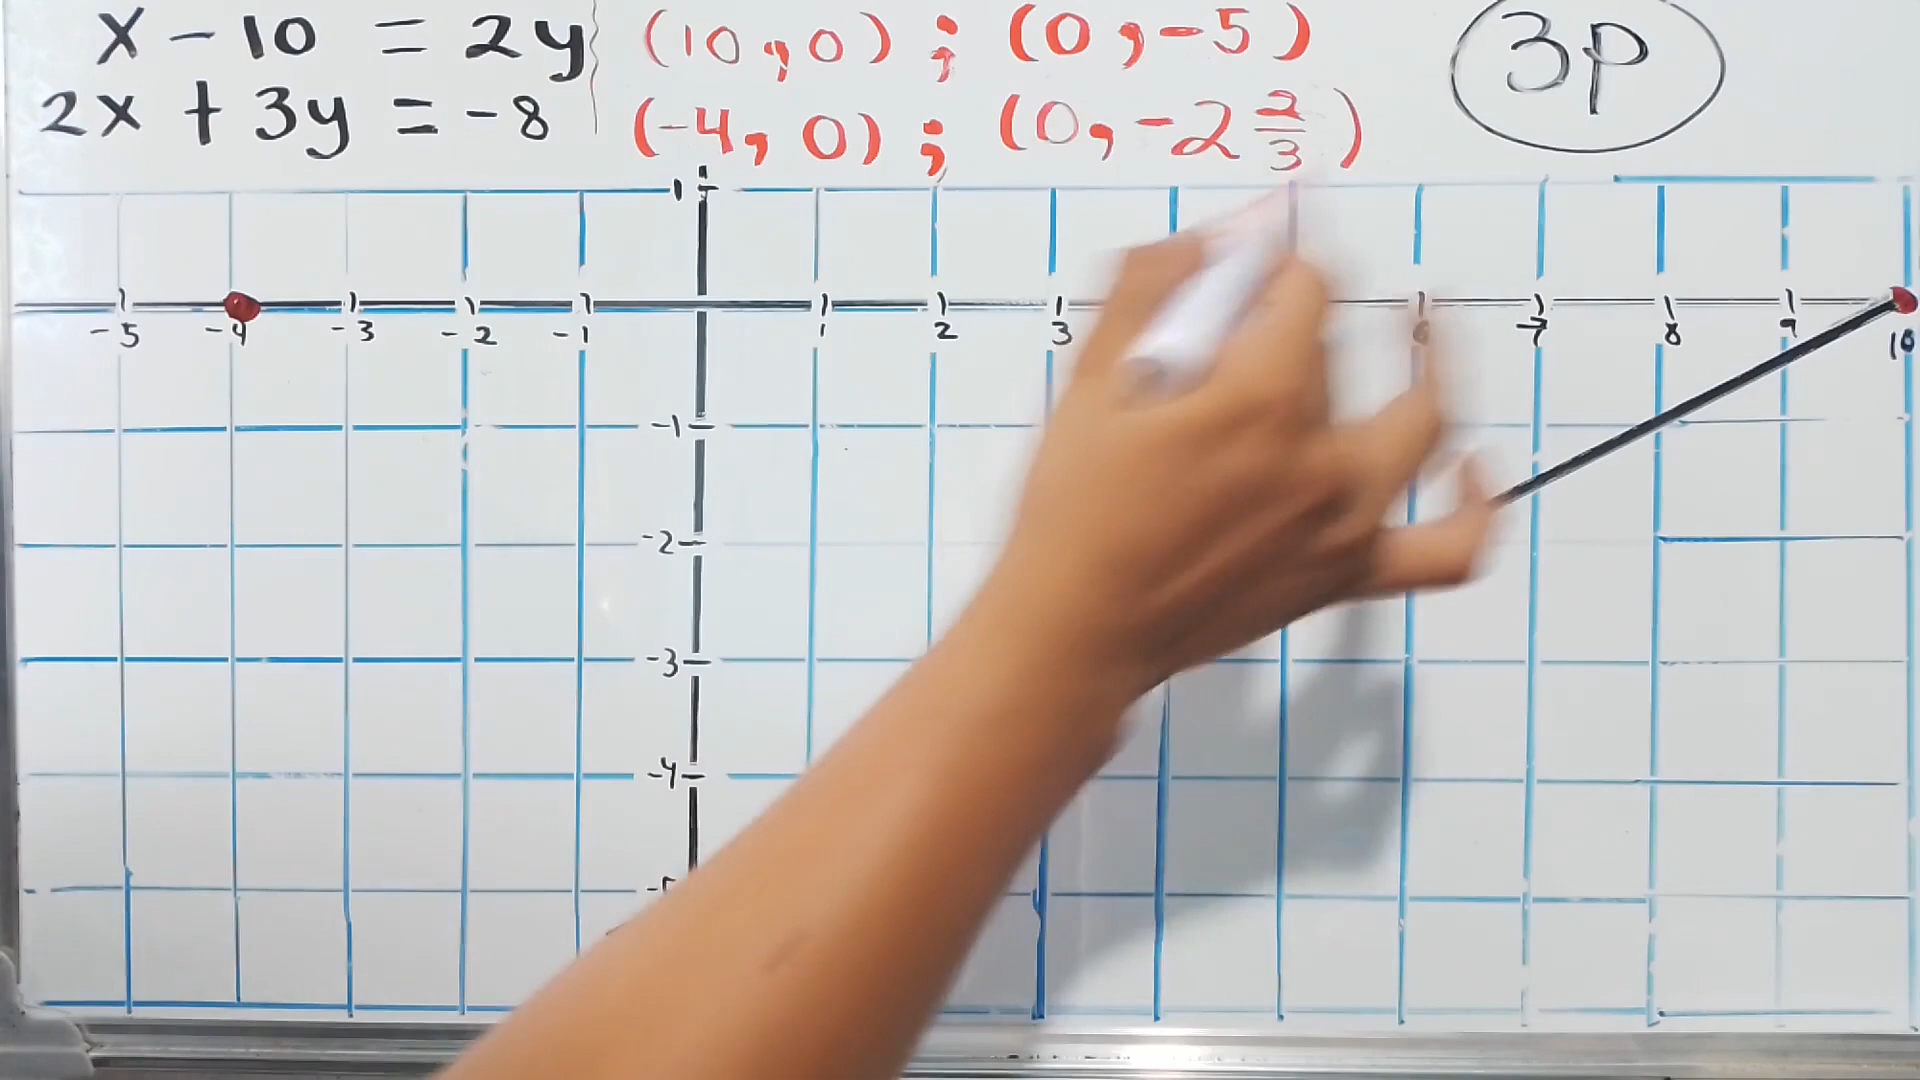 x - 10 = 2y (10,0) ; (0,-5)
2x + 3y = -8 (-4,0) ; (0,-2 2/3)
3P
1
-5 -4 -3 -2 -1 1 2 3 6 7 8 9 10
-1
-2
-3
-4
-5